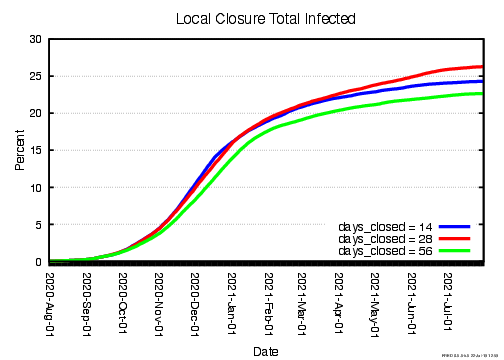 Local Closure Total Infected
30
25
20
15
10
5
0
Percent
days_closed = 14
days_closed = 28
days_closed = 56
2020-Aug-01
2020-Sep-01
2020-Oct-01
2020-Nov-01
2020-Dec-01
2021-Jan-01
2021-Feb-01
2021-Mar-01
2021-Apr-01
2021-May-01
2021-Jun-01
2021-Jul-01
Date